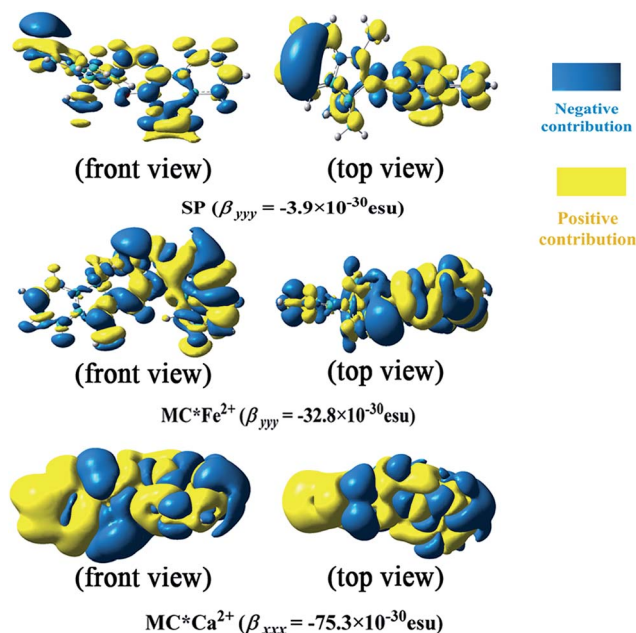 (front view) (top view)
SP (βyyy = -3.9×10⁻³⁰esu)
Negative
contribution
Positive
contribution
(front view) (top view)
MC*Fe²⁺ (βyyy = -32.8×10⁻³⁰esu)
(front view) (top view)
MC*Ca²⁺ (βxxx = -75.3×10⁻³⁰esu)